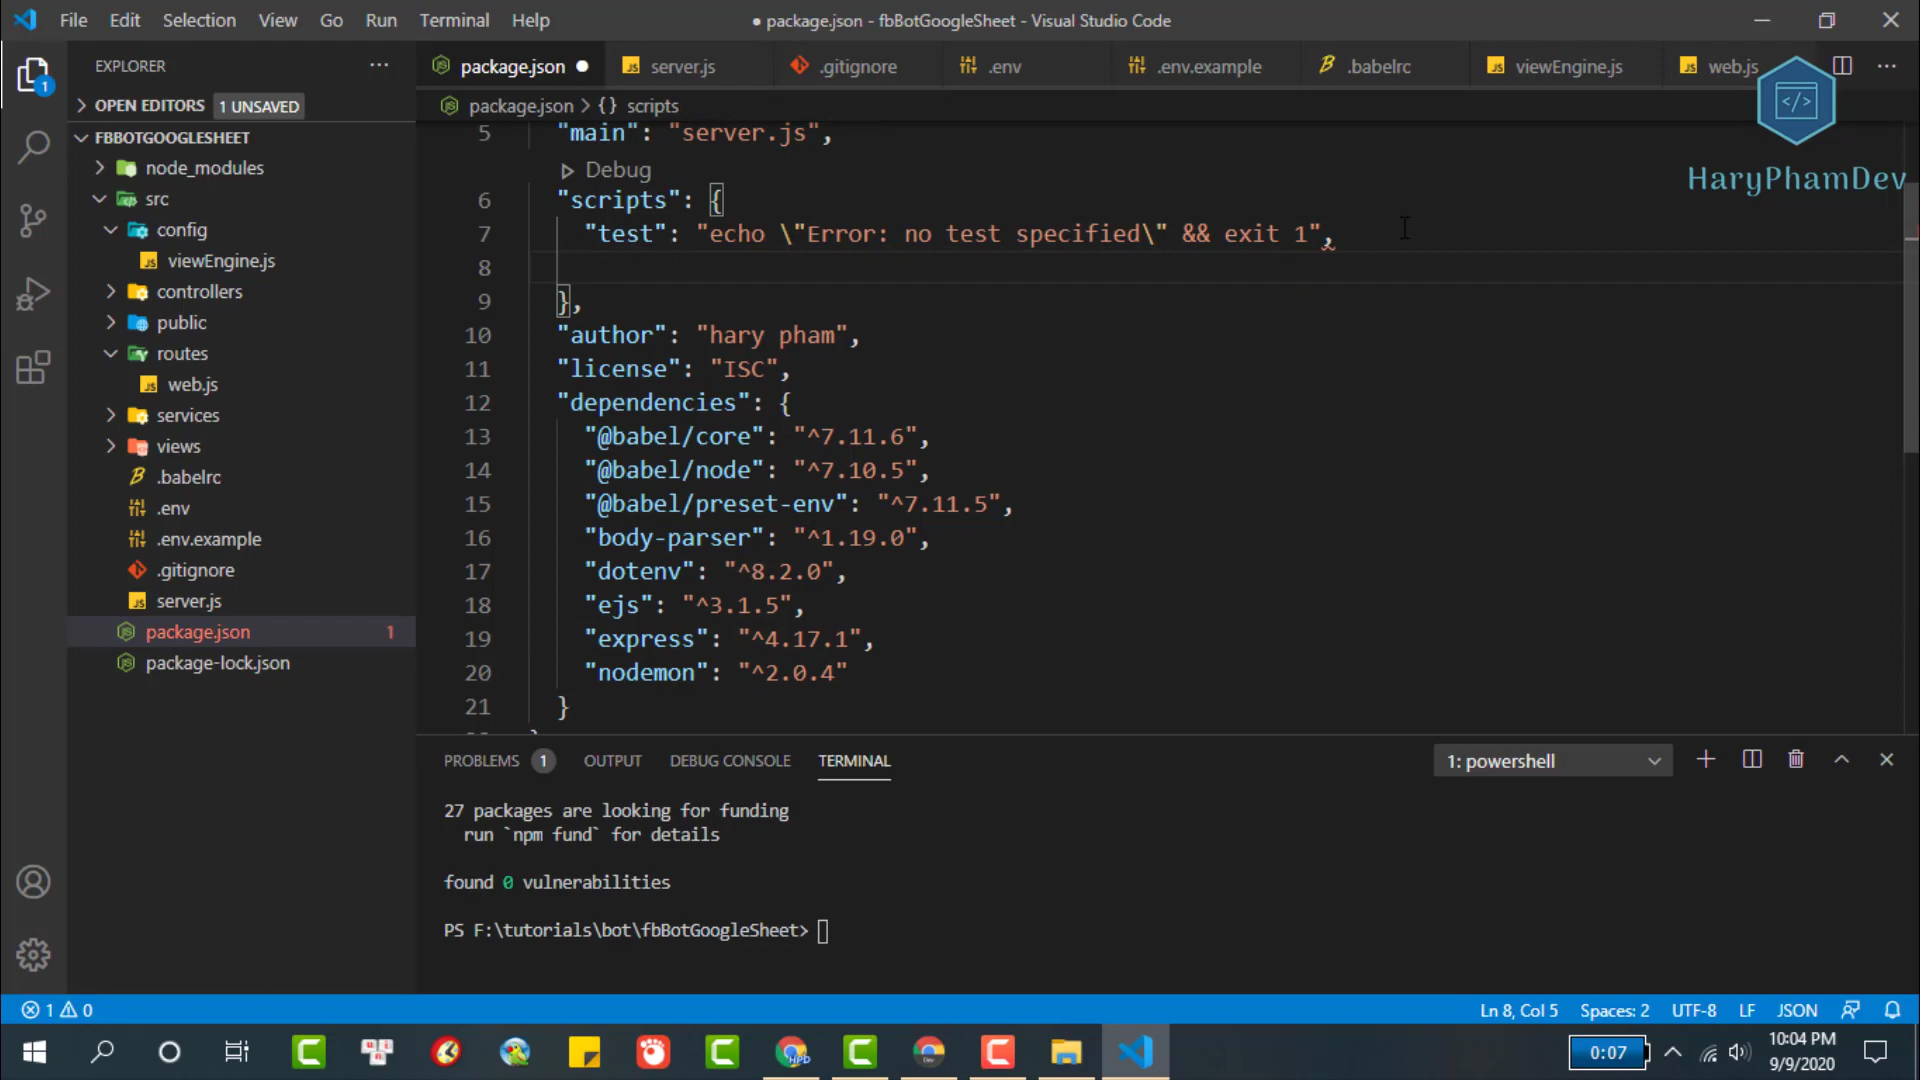 File Edit Selection View Go Run Terminal Help
● package.json - fbBotGoogleSheet - Visual Studio Code
EXPLORER
OPEN EDITORS 1 UNSAVED
FBBOTGOOGLESHEET
node_modules
src
config
viewEngine.js
controllers
public
routes
web.js
services
views
.babelrc
.env
.env.example
.gitignore
server.js
package.json 1
package-lock.json
1
package.json ● server.js .gitignore .env .env.example .babelrc viewEngine.js web.js
package.json > {} scripts
HaryPhamDev
5 "main": "server.js",
Debug
6 "scripts": {
7 "test": "echo \"Error: no test specified\" && exit 1",
8
9 },
10 "author": "hary pham",
11 "license": "ISC",
12 "dependencies": {
13 "@babel/core": "^7.11.6",
14 "@babel/node": "^7.10.5",
15 "@babel/preset-env": "^7.11.5",
16 "body-parser": "^1.19.0",
17 "dotenv": "^8.2.0",
18 "ejs": "^3.1.5",
19 "express": "^4.17.1",
20 "nodemon": "^2.0.4"
21 }
PROBLEMS 1 OUTPUT DEBUG CONSOLE TERMINAL 1: powershell
27 packages are looking for funding
run `npm fund` for details
found 0 vulnerabilities
PS F:\tutorials\bot\fbBotGoogleSheet>
1 0 Ln 8, Col 5 Spaces: 2 UTF-8 LF JSON
0:07 10:04 PM
9/9/2020